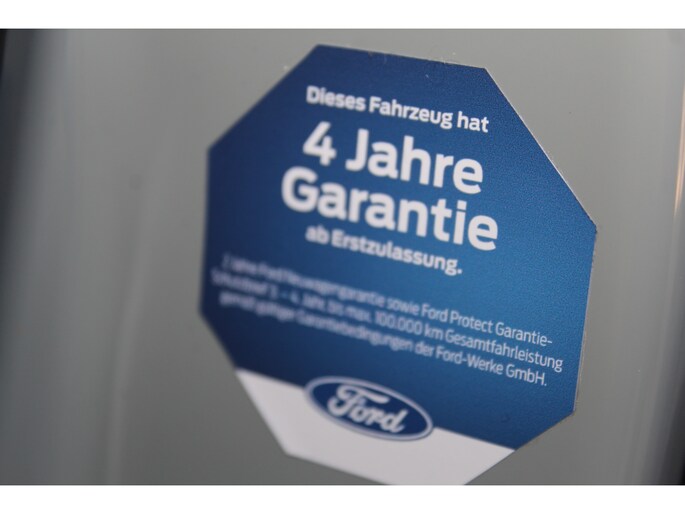 Dieses Fahrzeug hat
4 Jahre
Garantie
ab Erstzulassung.
2 Jahre Ford Neuwagengarantie sowie Ford Protect Garantie-
Schutzbrief 3. – 4. Jahr, bis max. 100.000 km Gesamtfahrleistung
gemäß gültiger Garantiebedingungen der Ford-Werke GmbH.
Ford